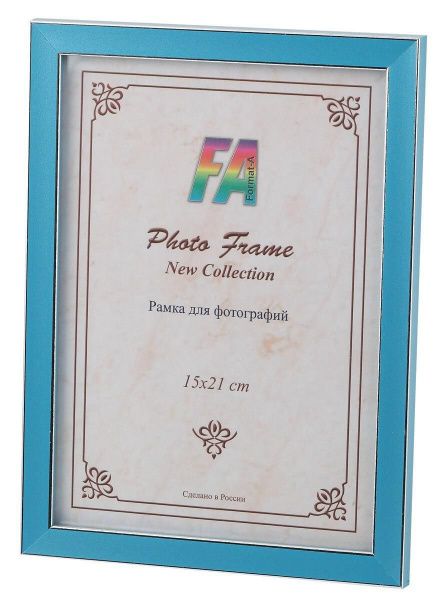 FA
Format-A
Photo Frame
New Collection
Рамка для фотографий
15x21 cm
Сделано в России